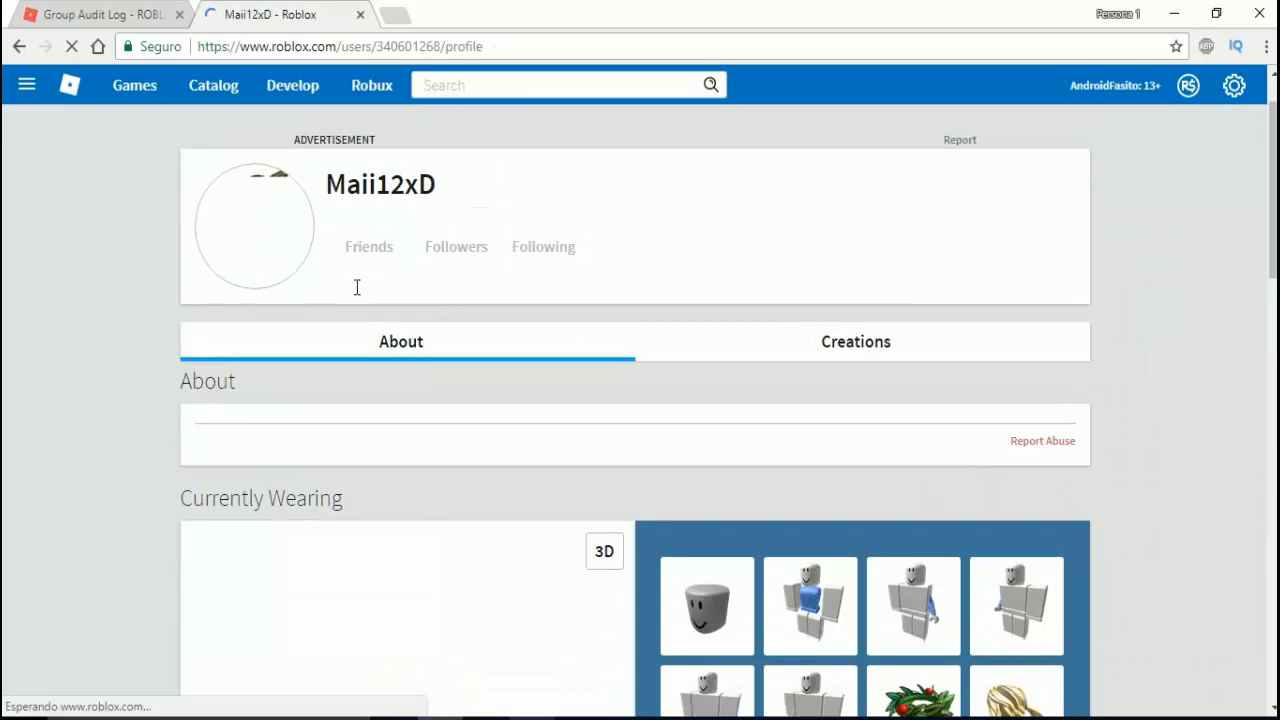 Group Audit Log - ROBL
Maii12xD - Roblox
Persona 1
Seguro
https://www.roblox.com/users/340601268/profile
ABP
IQ
Games
Catalog
Develop
Robux
Search
AndroidFasito: 13+
R$
ADVERTISEMENT
Report
Maii12xD
Friends
Followers
Following
About
Creations
About
Report Abuse
Currently Wearing
3D
Esperando www.roblox.com...